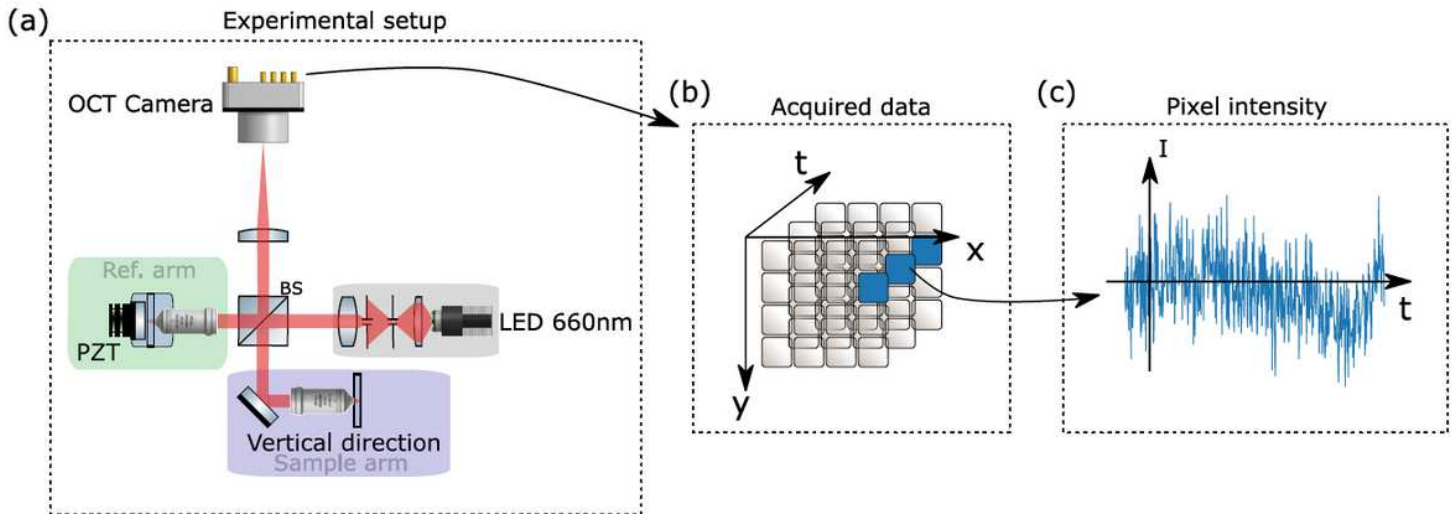 (a)
Experimental setup
OCT Camera
Ref. arm
BS
PZT
LED 660nm
Vertical direction
Sample arm
(b)
Acquired data
t
x
y
(c)
Pixel intensity
I
t